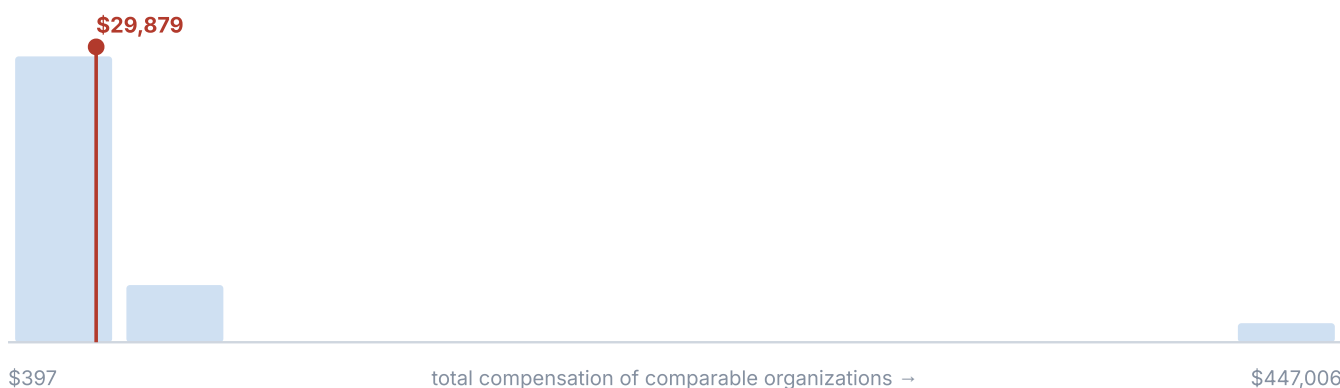 $29,879
$397 total compensation of comparable organizations → $447,006